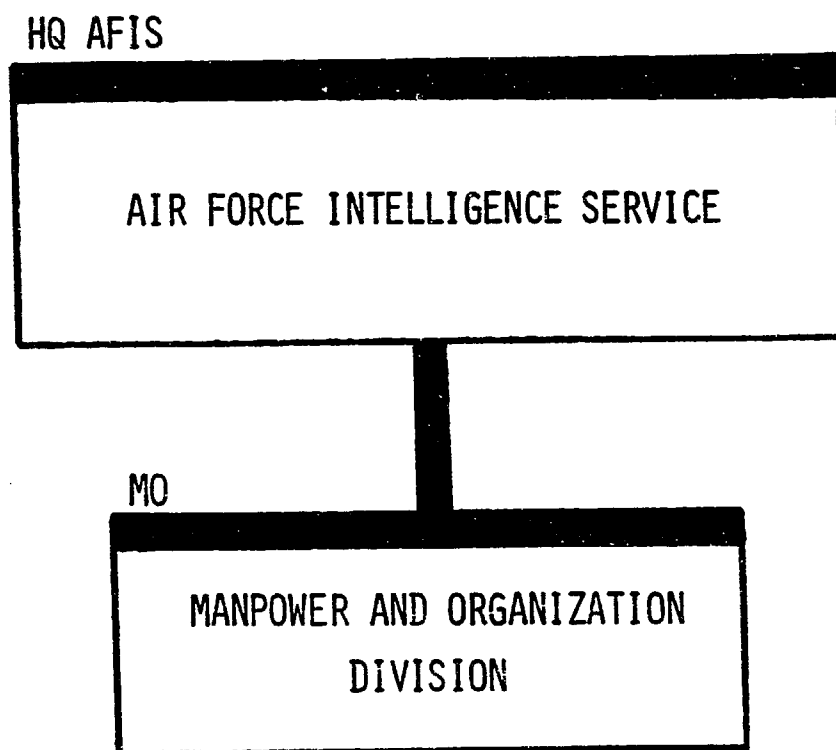 HQ AFIS
AIR FORCE INTELLIGENCE SERVICE
MO
MANPOWER AND ORGANIZATION
DIVISION